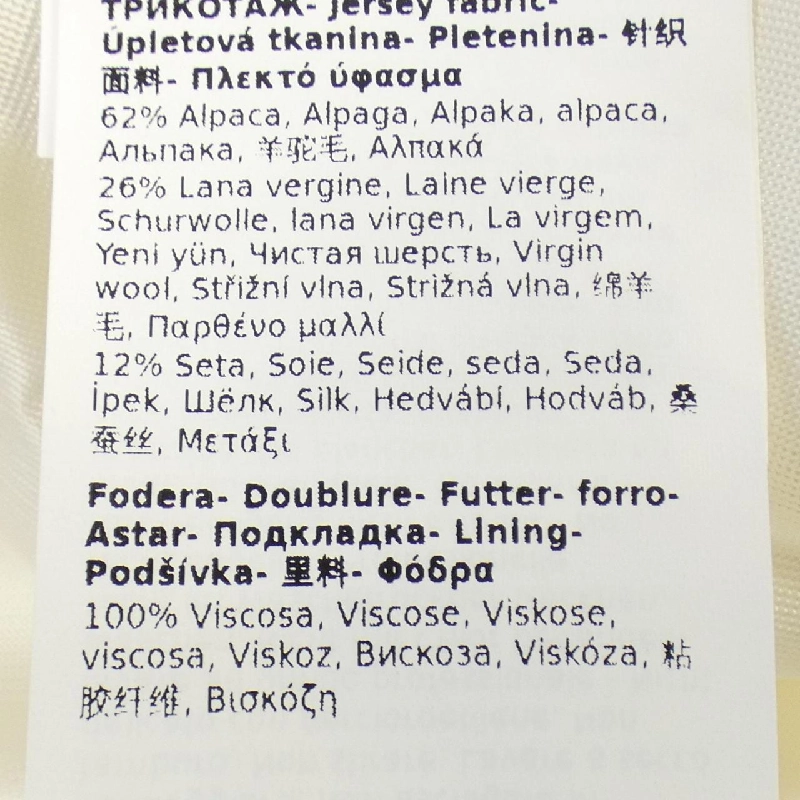 ТРИКОТАЖ- Jersey fabric-
Úpletová tkanina- Pletenina- 针织
面料- Πλεκτό ύφασμα
62% Alpaca, Alpaga, Alpaka, alpaca,
Альпака, 羊驼毛, Αλπακά
26% Lana vergine, Laine vierge,
Schurwolle, lana virgen, La virgem,
Yeni yün, Чистая шерсть, Virgin
wool, Střižní vlna, Strižná vlna, 绵羊
毛, Παρθένο μαλλί
12% Seta, Soie, Seide, seda, Seda,
İpek, Шёлк, Silk, Hedvábí, Hodváb, 桑
蚕丝, Μετάξι
Fodera- Doublure- Futter- forro-
Astar- Подкладка- Lining-
Podšívka- 里料- Φόδρα
100% Viscosa, Viscose, Viskose,
viscosa, Viskoz, Вискоза, Viskóza, 粘
胶纤维, Βισκόζη